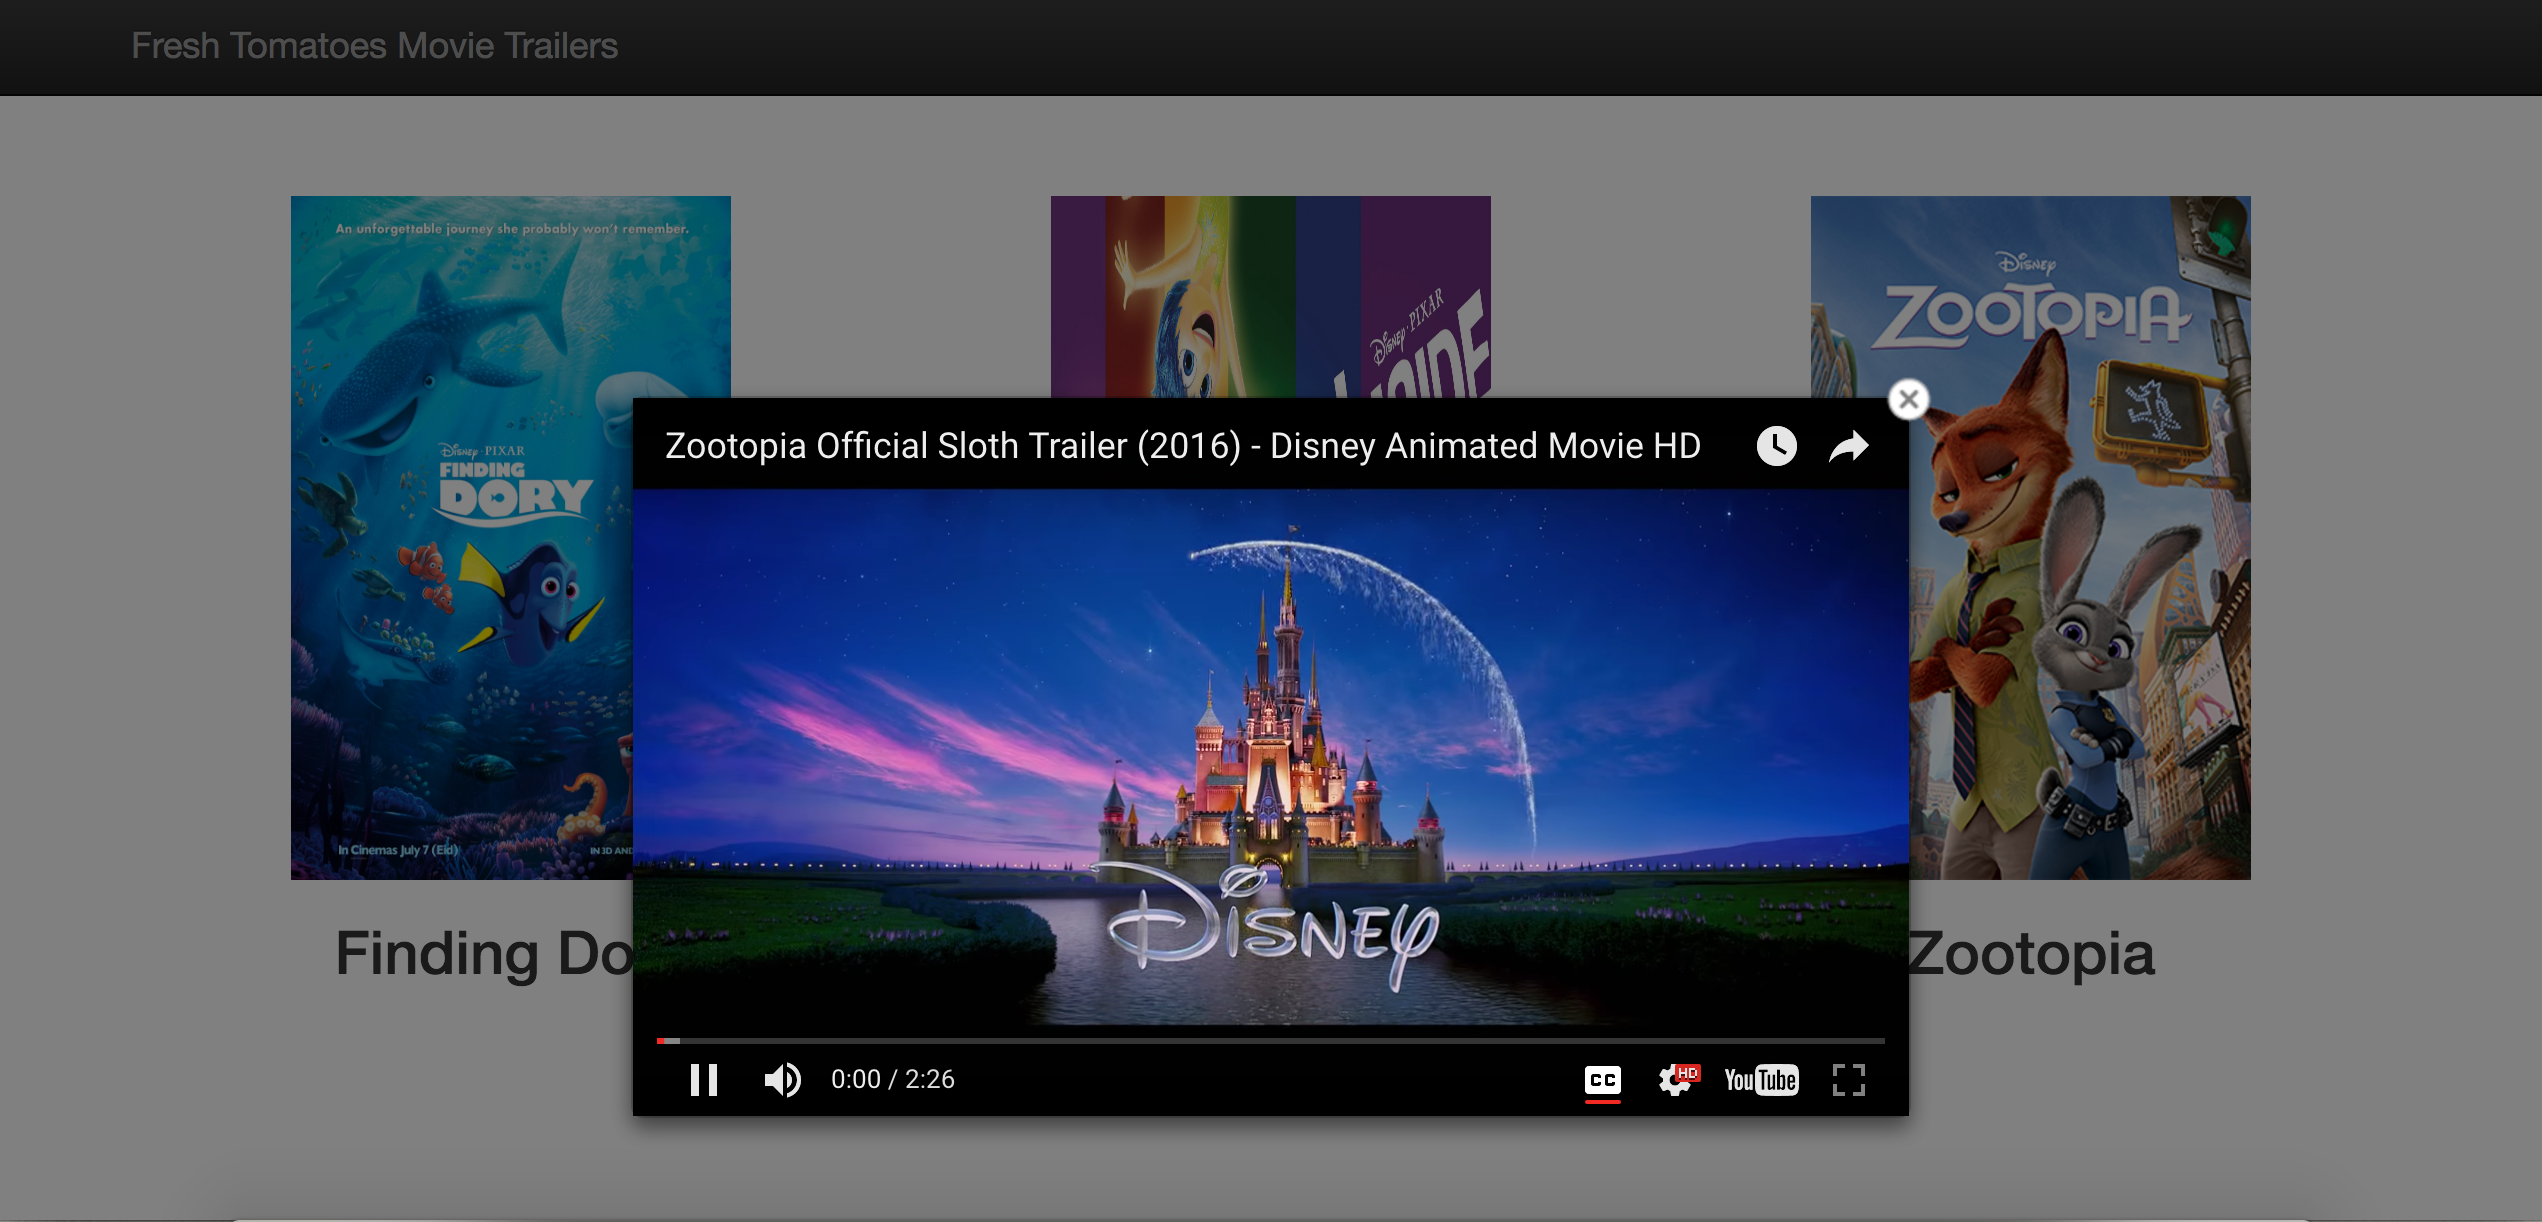 Fresh Tomatoes Movie Trailers
An unforgettable journey she probably won't remember.
Disney · PIXAR
FINDING
DORY
In Cinemas July 7 (Eid)
IN 3D AND
Finding Do
Disney · PIXAR
Disney
ZOOTOPIA
Zootopia Official Sloth Trailer (2016) - Disney Animated Movie HD
Disney
0:00 / 2:26
CC
HD
YouTube
Zootopia